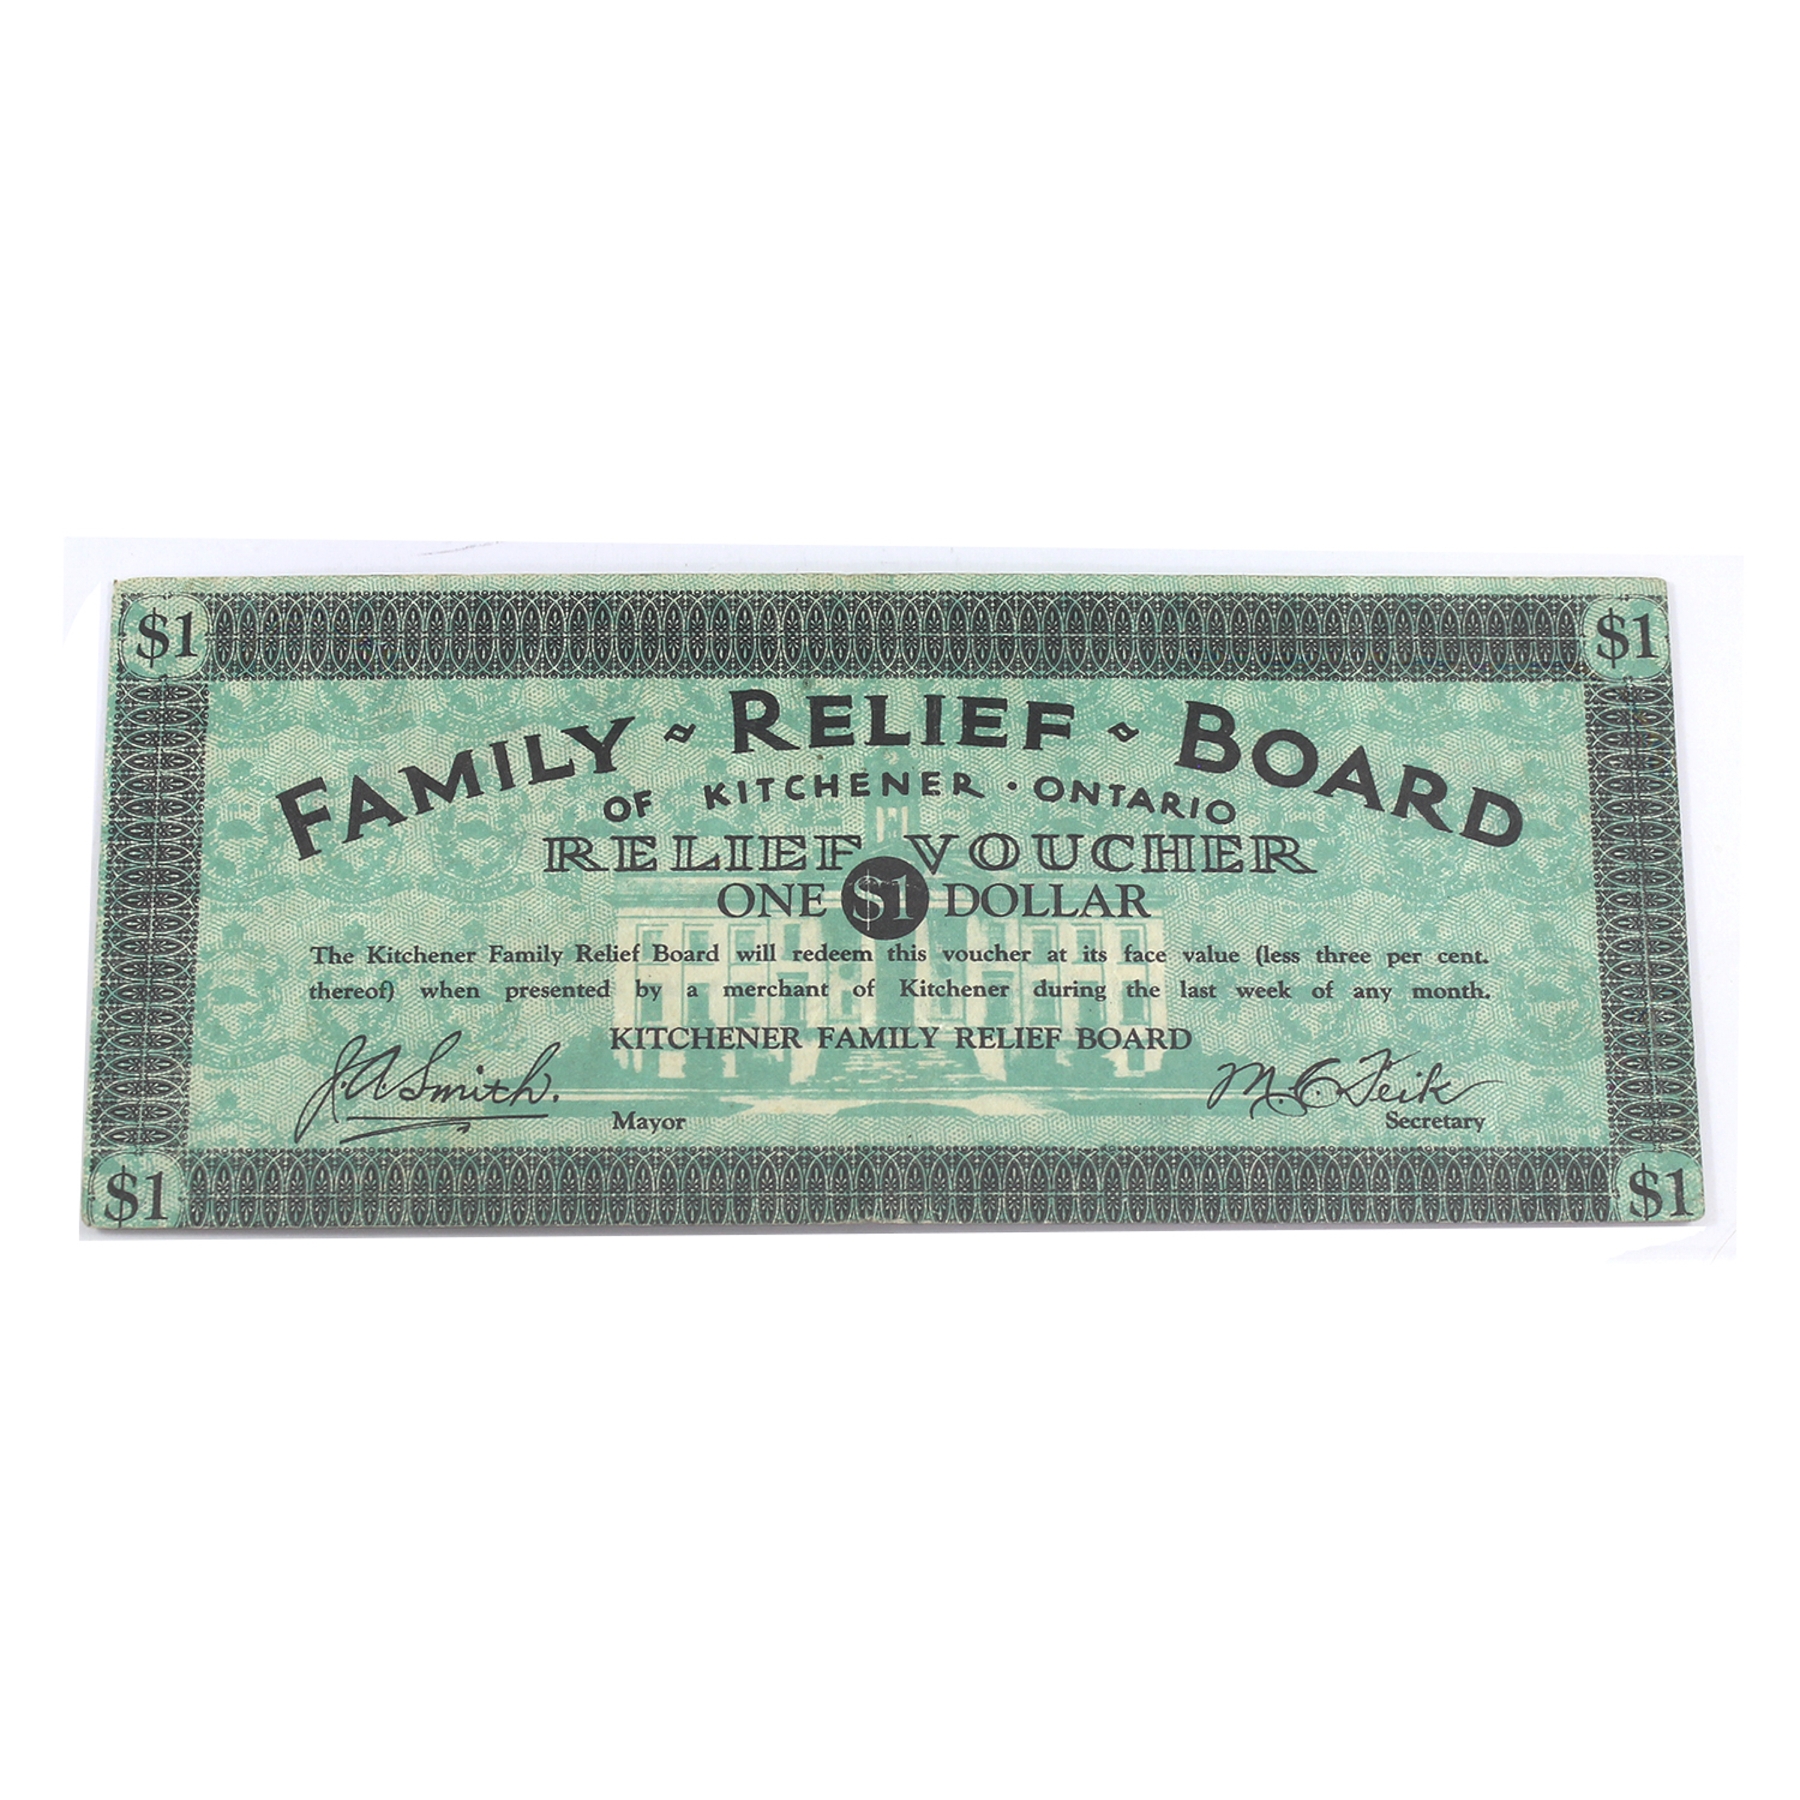 $1 $1
FAMILY ~ RELIEF ~ BOARD
OF KITCHENER · ONTARIO
RELIEF VOUCHER
ONE $1 DOLLAR
The Kitchener Family Relief Board will redeem this voucher at its face value (less three per cent.
thereof) when presented by a merchant of Kitchener during the last week of any month.
KITCHENER FAMILY RELIEF BOARD
J. A. Smith. Mayor
M. C. Secretary
$1 $1